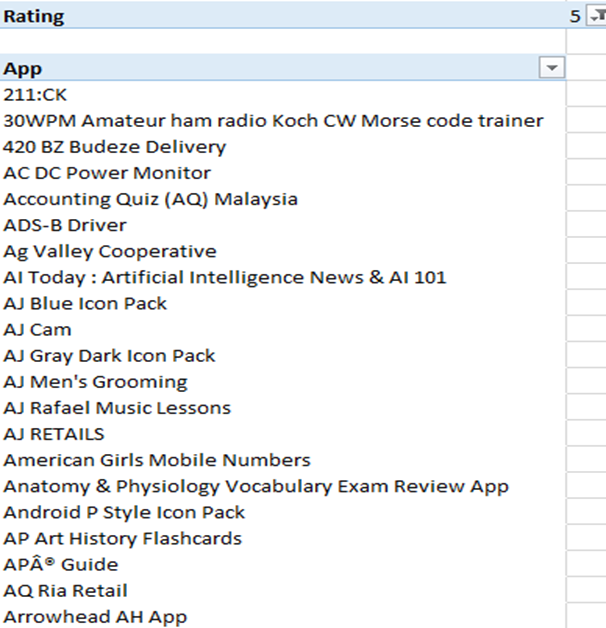 Rating 5
App
211:CK
30WPM Amateur ham radio Koch CW Morse code trainer
420 BZ Budeze Delivery
AC DC Power Monitor
Accounting Quiz (AQ) Malaysia
ADS-B Driver
Ag Valley Cooperative
AI Today : Artificial Intelligence News & AI 101
AJ Blue Icon Pack
AJ Cam
AJ Gray Dark Icon Pack
AJ Men's Grooming
AJ Rafael Music Lessons
AJ RETAILS
American Girls Mobile Numbers
Anatomy & Physiology Vocabulary Exam Review App
Android P Style Icon Pack
AP Art History Flashcards
APÂ® Guide
AQ Ria Retail
Arrowhead AH App